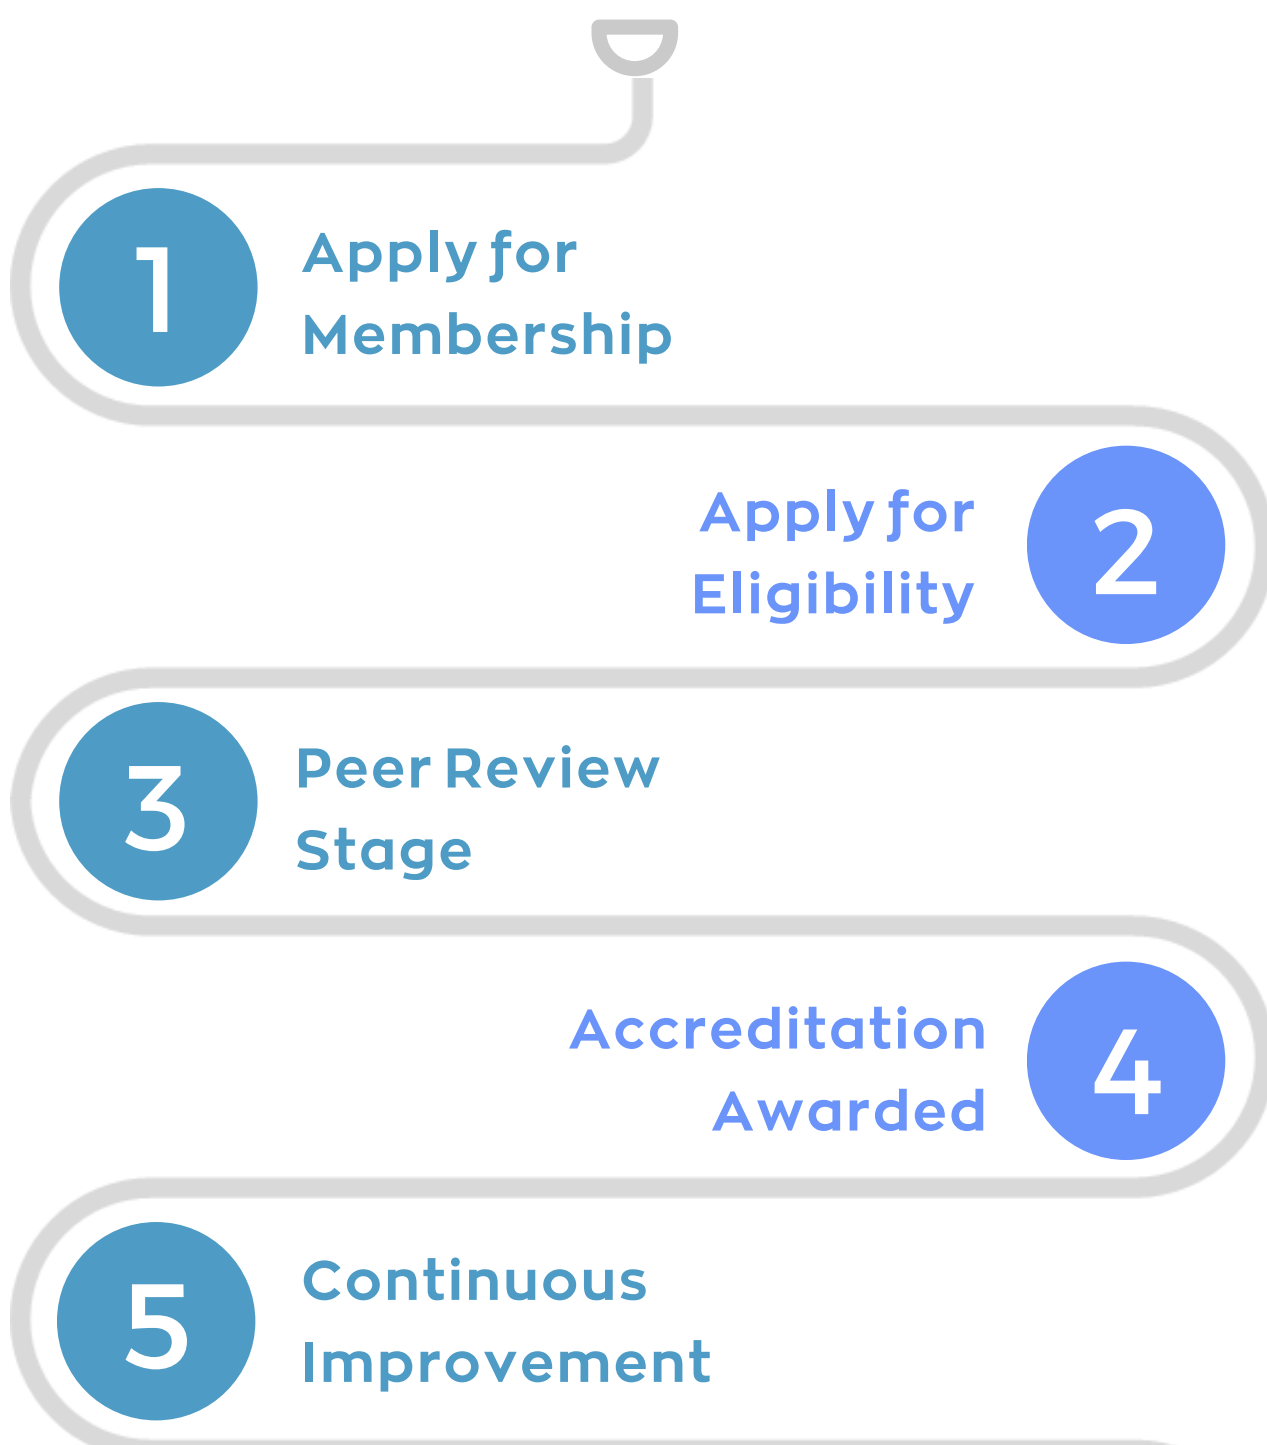 1
Apply for
Membership
Apply for
Eligibility
2
3
Peer Review
Stage
Accreditation
Awarded
4
5
Continuous
Improvement